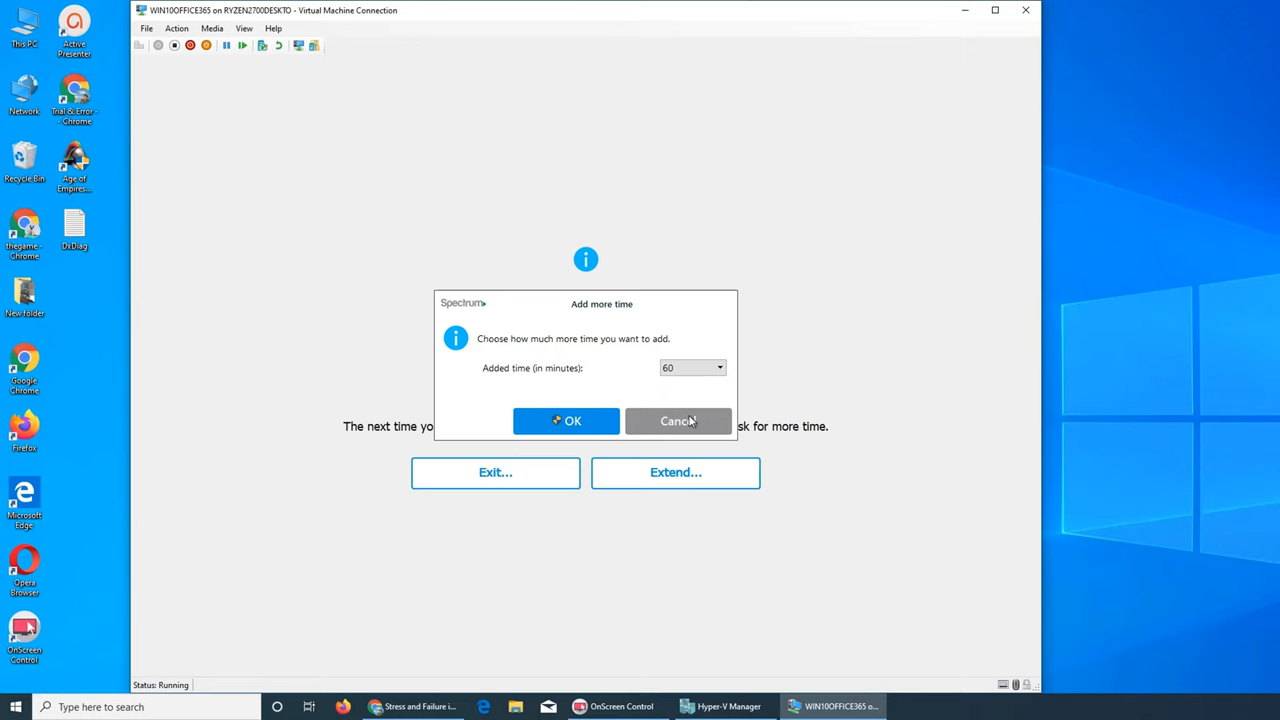 WIN10OFFICE365 on RYZEN2700DESKTO - Virtual Machine Connection
File Action Media View Help
This PC
Active Presenter
Network
Trial & Error - - Chrome
Recycle Bin
Age of Empires...
thegame - Chrome
DxDiag
New folder
Google Chrome
Firefox
Microsoft Edge
Opera Browser
OnScreen Control
Spectrum
Add more time
Choose how much more time you want to add.
Added time (in minutes): 60
OK
The next time yo
sk for more time.
Exit...
Extend...
Status: Running
Type here to search
Stress and Failure i...
OnScreen Control
Hyper-V Manager
WIN10OFFICE365 o...